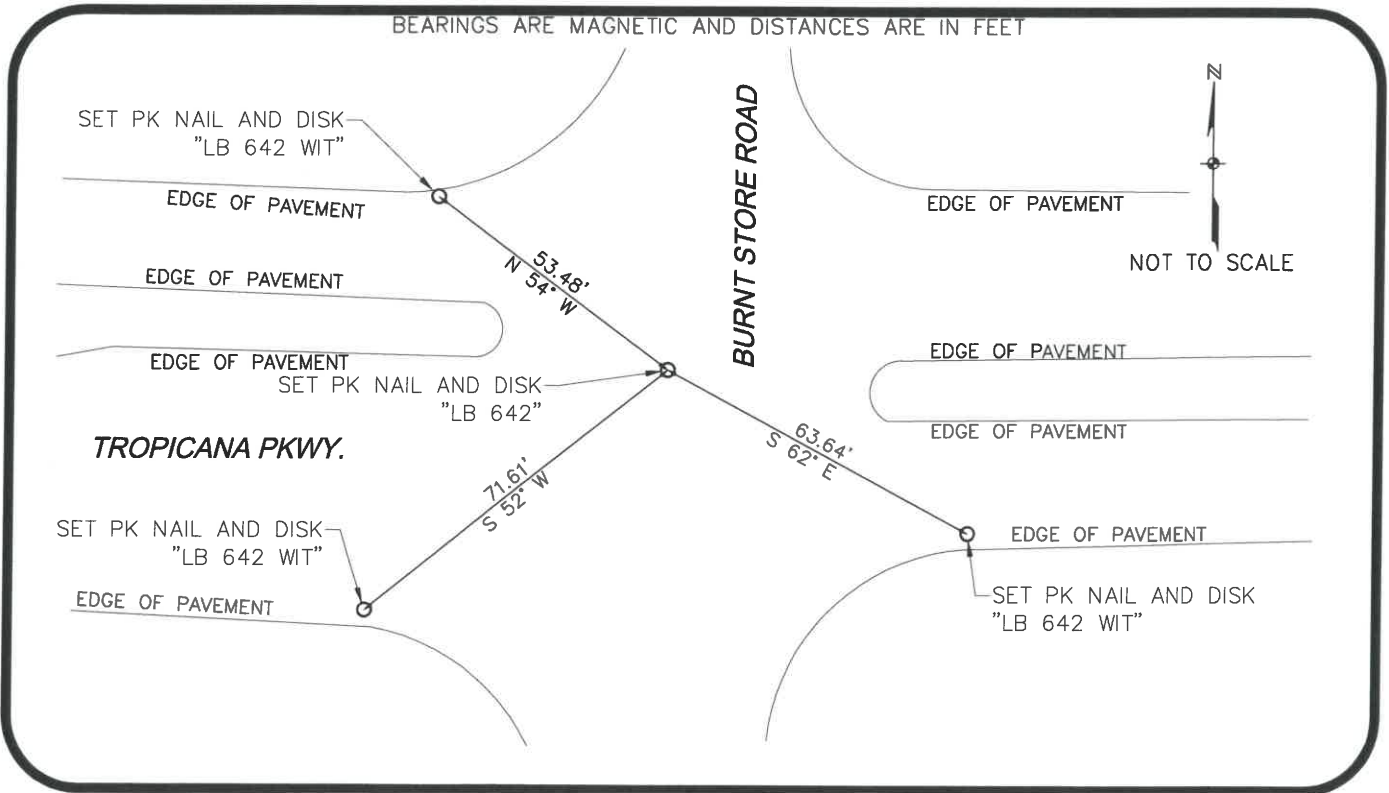 BEARINGS ARE MAGNETIC AND DISTANCES ARE IN FEET
N
NOT TO SCALE
SET PK NAIL AND DISK
"LB 642 WIT"
EDGE OF PAVEMENT
BURNT STORE ROAD
EDGE OF PAVEMENT
53.48'
N 54° W
EDGE OF PAVEMENT
EDGE OF PAVEMENT
SET PK NAIL AND DISK
"LB 642"
EDGE OF PAVEMENT
EDGE OF PAVEMENT
TROPICANA PKWY.
63.64'
S 62° E
71.61'
S 52° W
SET PK NAIL AND DISK
"LB 642 WIT"
EDGE OF PAVEMENT
EDGE OF PAVEMENT
SET PK NAIL AND DISK
"LB 642 WIT"